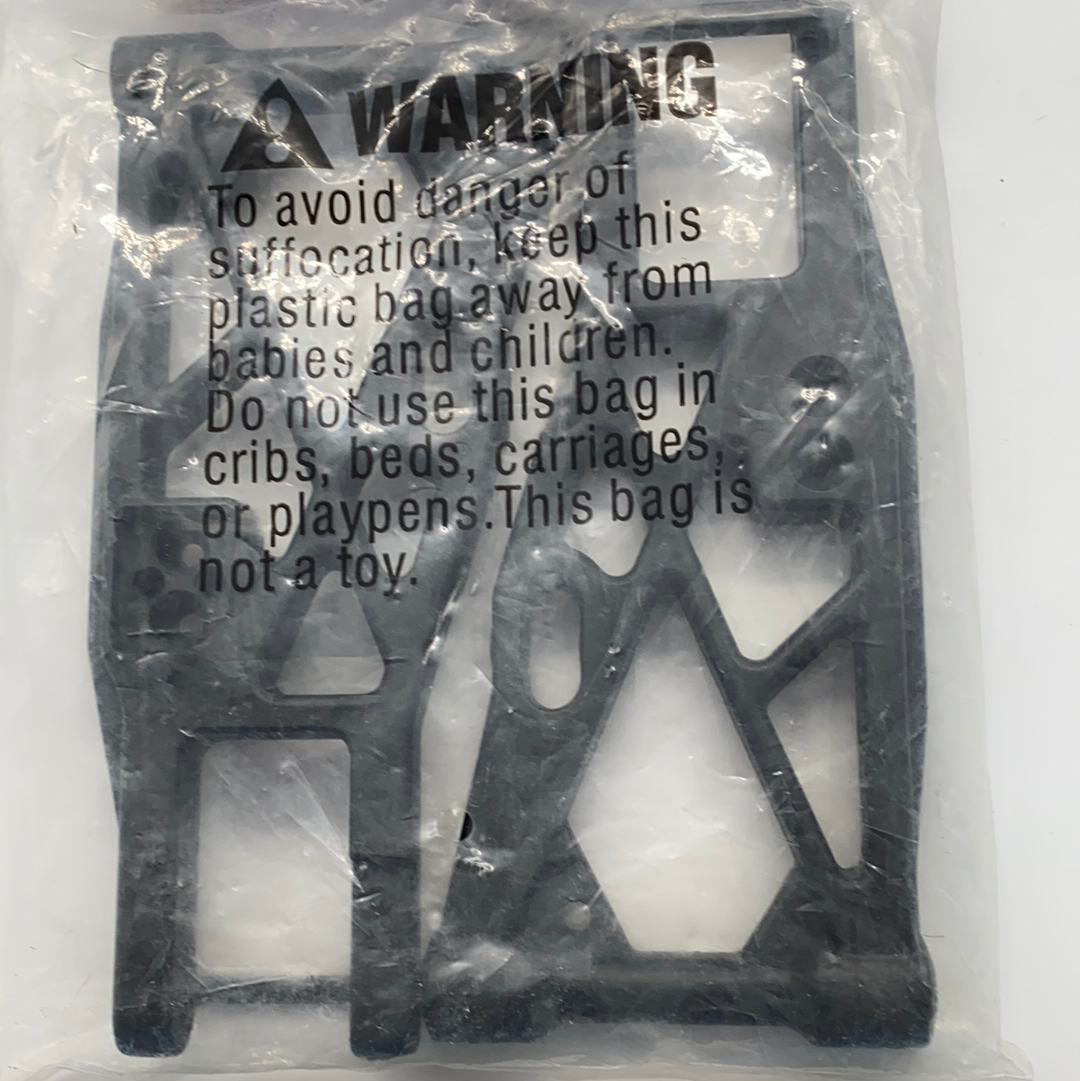 WARNING
To avoid danger of
suffocation, keep this
plastic bag away from
babies and children.
Do not use this bag in
cribs, beds, carriages,
or playpens.This bag is
not a toy.